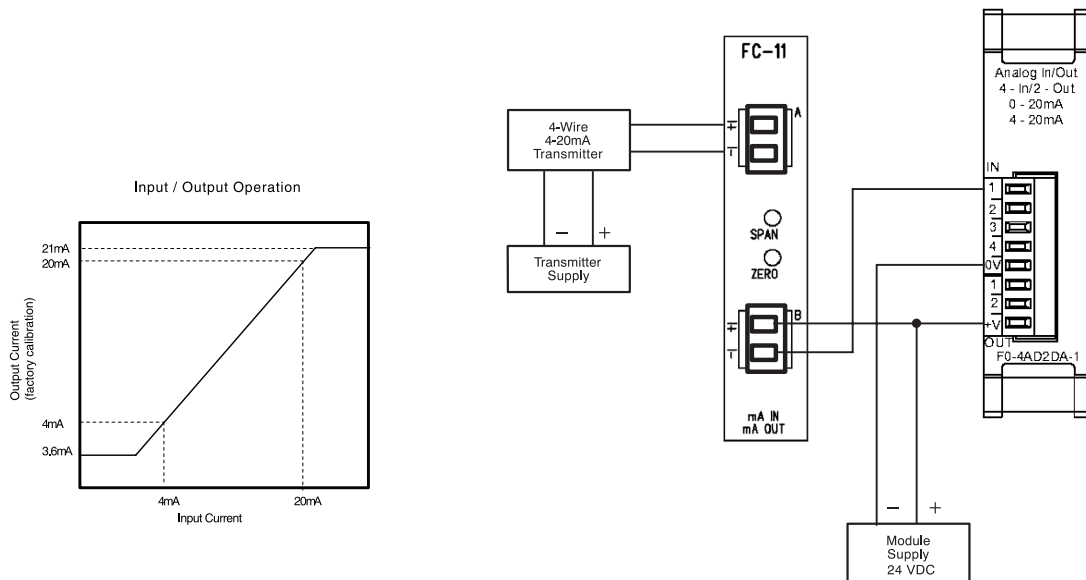 Input / Output Operation
21mA
20mA
4mA
3.6mA
Output Current
(factory calibration)
4mA
20mA
Input Current
4-Wire
4-20mA
Transmitter
−
+
Transmitter
Supply
FC-11
A
+
−
SPAN
ZERO
B
+
−
mA IN
mA OUT
Analog In/Out
4 - In/2 - Out
0 - 20mA
4 - 20mA
IN
1
2
3
4
0V
1
2
+V
OUT
F0-4AD2DA-1
−
+
Module
Supply
24 VDC